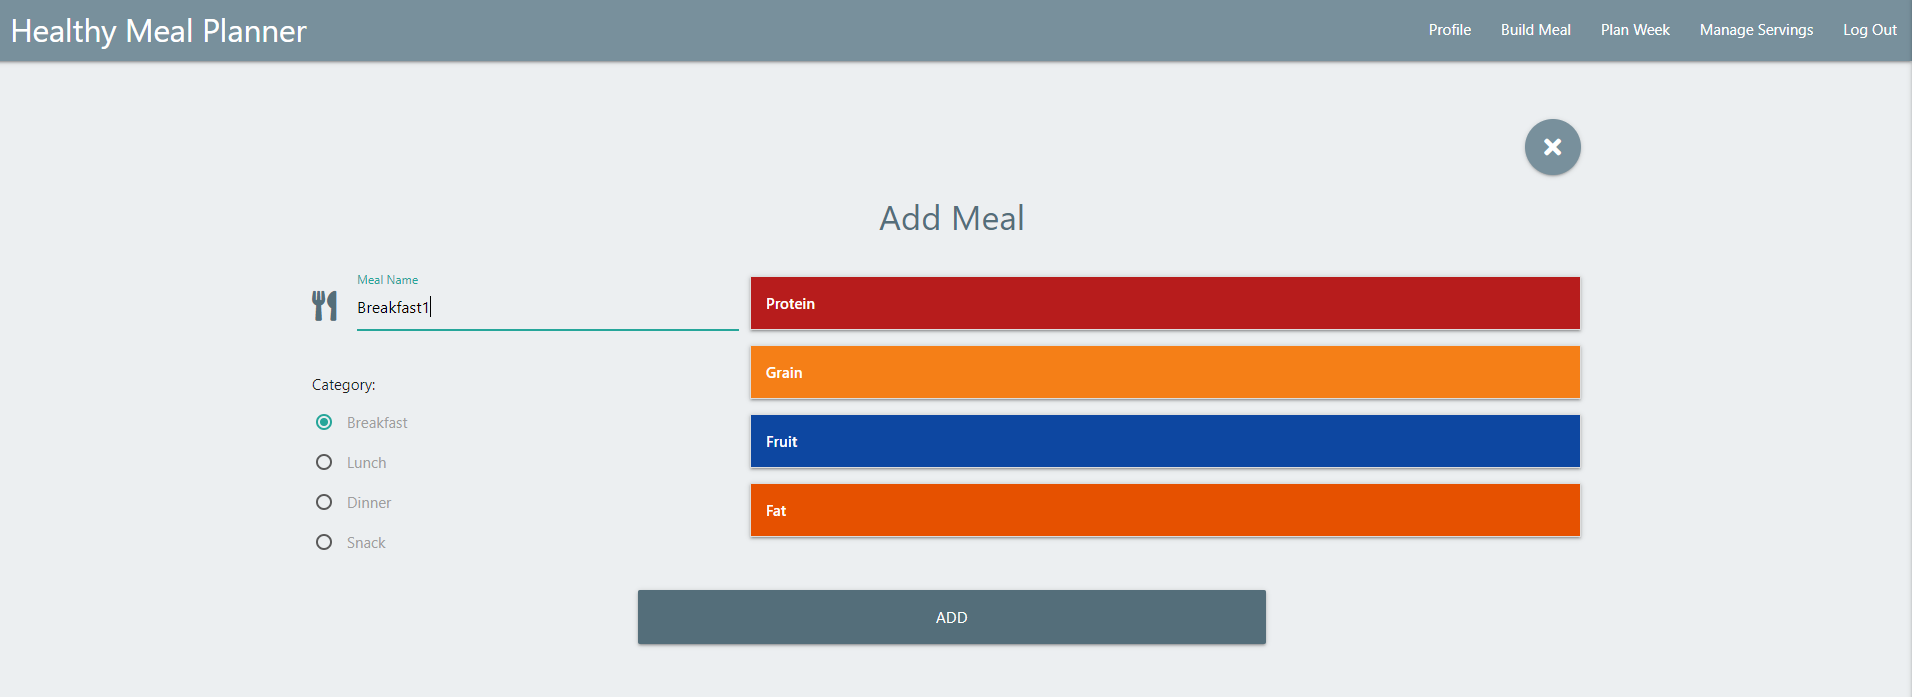 Healthy Meal Planner
Profile Build Meal Plan Week Manage Servings Log Out
Add Meal
Meal Name
Breakfast1
Category:
Breakfast
Lunch
Dinner
Snack
Protein
Grain
Fruit
Fat
ADD